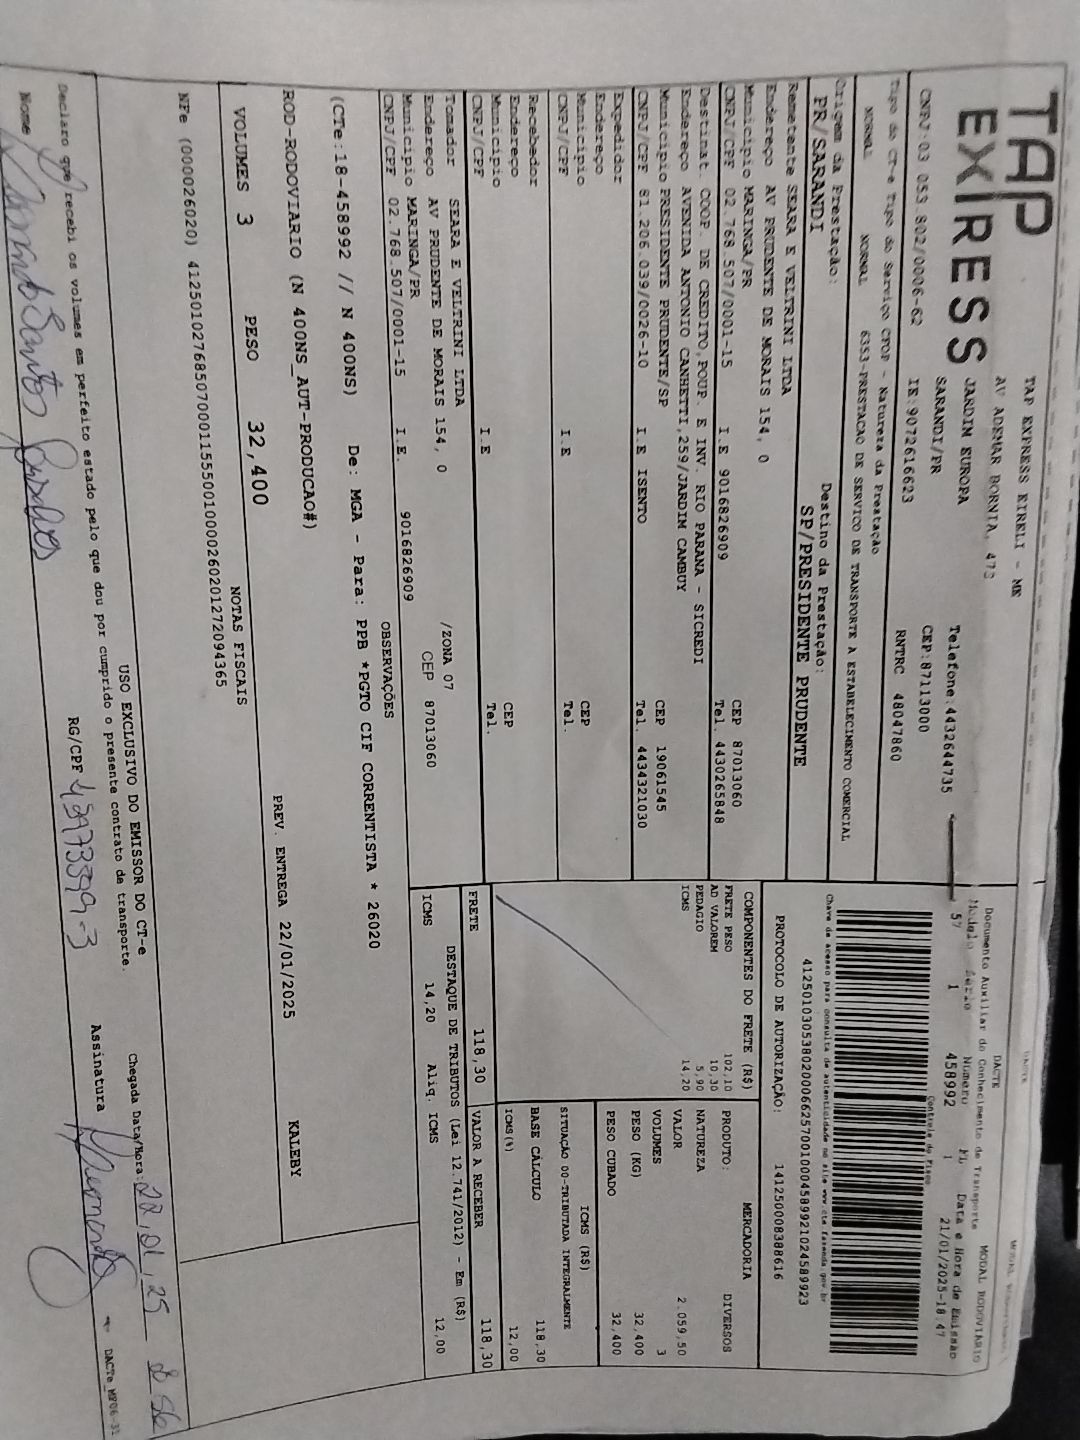 TAP
EXPRESS
TAP EXPRESS EIRELI - ME
AV ADEMAR BORNIA, 473
JARDIM EUROPA
SARANDI/PR
Telefone:4432644735
CEP:87113000
CNPJ:03 053 802/0006-62
IE:9072616623
RNTRC 48047860
Tipo do CT-e Tipo do Serviço CFOP - Natureza da Prestação
NORMAL NORMAL 6353-PRESTACAO DE SERVICO DE TRANSPORTE A ESTABELECIMENTO COMERCIAL
Origem da Prestação:
PR/SARANDI
Destino da Prestação:
SP/PRESIDENTE PRUDENTE
Remetente SEARA E VELTRINI LTDA
Endereço AV PRUDENTE DE MORAIS 154, 0
Municipio MARINGA/PR CEP 87013060
CNPJ/CPF 02.768.507/0001-15 I.E 9016826909 Tel. 4430265848
Destinat. COOP. DE CREDITO, POUP. E INV. RIO PARANA - SICREDI
Endereço AVENIDA ANTONIO CANHETTI,259/JARDIM CAMBUY
Municipio PRESIDENTE PRUDENTE/SP CEP 19061545
CNPJ/CPF 81.206.039/0026-10 I.E ISENTO Tel. 4434321030
Expedidor
Endereço
Municipio CEP
CNPJ/CPF I.E Tel.
Recebedor
Endereço
Municipio CEP
CNPJ/CPF I.E Tel.
Tomador SEARA E VELTRINI LTDA
Endereço AV PRUDENTE DE MORAIS 154, 0 /ZONA 07
Municipio MARINGA/PR CEP 87013060
CNPJ/CPF 02.768.507/0001-15 I.E. 9016826909
DACTE
Documento Auxiliar do Conhecimento de Transporte
MODAL RODOVIARIO
Modulo Serie Número FL Data e Hora de Emissão
57 1 458992 1 21/01/2025-18.47
Controle do Fisco
Chave de acesso para consulta de autenticidade no site www.cte.fazenda.gov.br
41250103053802000662570010004589921024589923
PROTOCOLO DE AUTORIZAÇÃO: 141250008388616
COMPONENTES DO FRETE (R$)
FRETE PESO 102,10
AD VALOREM 10,30
PEDAGIO 5,90
ICMS 14,20
MERCADORIA
PRODUTO: DIVERSOS
NATUREZA
VALOR 2.059,50
VOLUMES 3
PESO (KG) 32,400
PESO CUBADO 32,400
ICMS (R$)
SITUAÇÃO 00-TRIBUTADA INTEGRALMENTE
BASE CÁLCULO 118,30
ICMS(%) 12,00
FRETE 118,30 VALOR A RECEBER 118,30
DESTAQUE DE TRIBUTOS (Lei 12.741/2012) - Em (R$)
ICMS 14,20 Aliq. ICMS 12,00
OBSERVAÇÕES
(CTe:18-458992 // N 400NS) De: MGA - Para: PPB *PGTO CIF CORRENTISTA * 26020
ROD-RODOVIARIO (N 400NS_AUT-PRODUCAO#)
PREV. ENTREGA 22/01/2025 KALEBY
VOLUMES 3 PESO 32,400
NOTAS FISCAIS
NFe (000026020) 41250102768507000115550010000260201272094365
USO EXCLUSIVO DO EMISSOR DO CT-e
Declaro que recebi os volumes em perfeito estado pelo que dou por cumprido o presente contrato de transporte.
Chegada Data/Hora: 22,01,25 8 56
Nome
RG/CPF
Assinatura
DACTe_MF06-31